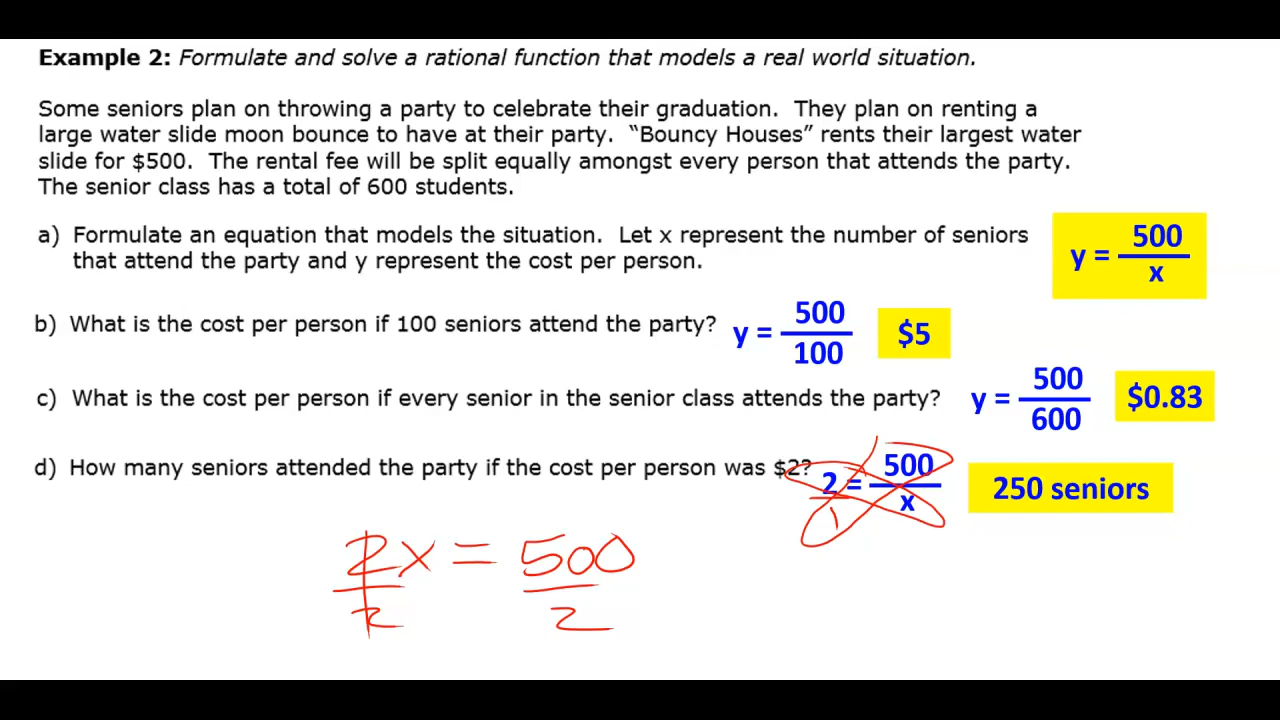 Example 2: Formulate and solve a rational function that models a real world situation.
Some seniors plan on throwing a party to celebrate their graduation. They plan on renting a
large water slide moon bounce to have at their party. “Bouncy Houses” rents their largest water
slide for $500. The rental fee will be split equally amongst every person that attends the party.
The senior class has a total of 600 students.
a) Formulate an equation that models the situation. Let x represent the number of seniors
that attend the party and y represent the cost per person.
y = 500/x
b) What is the cost per person if 100 seniors attend the party? y = 500/100 $5
c) What is the cost per person if every senior in the senior class attends the party? y = 500/600 $0.83
d) How many seniors attended the party if the cost per person was $2? 2/1 = 500/x 250 seniors
2x/2 = 500/2